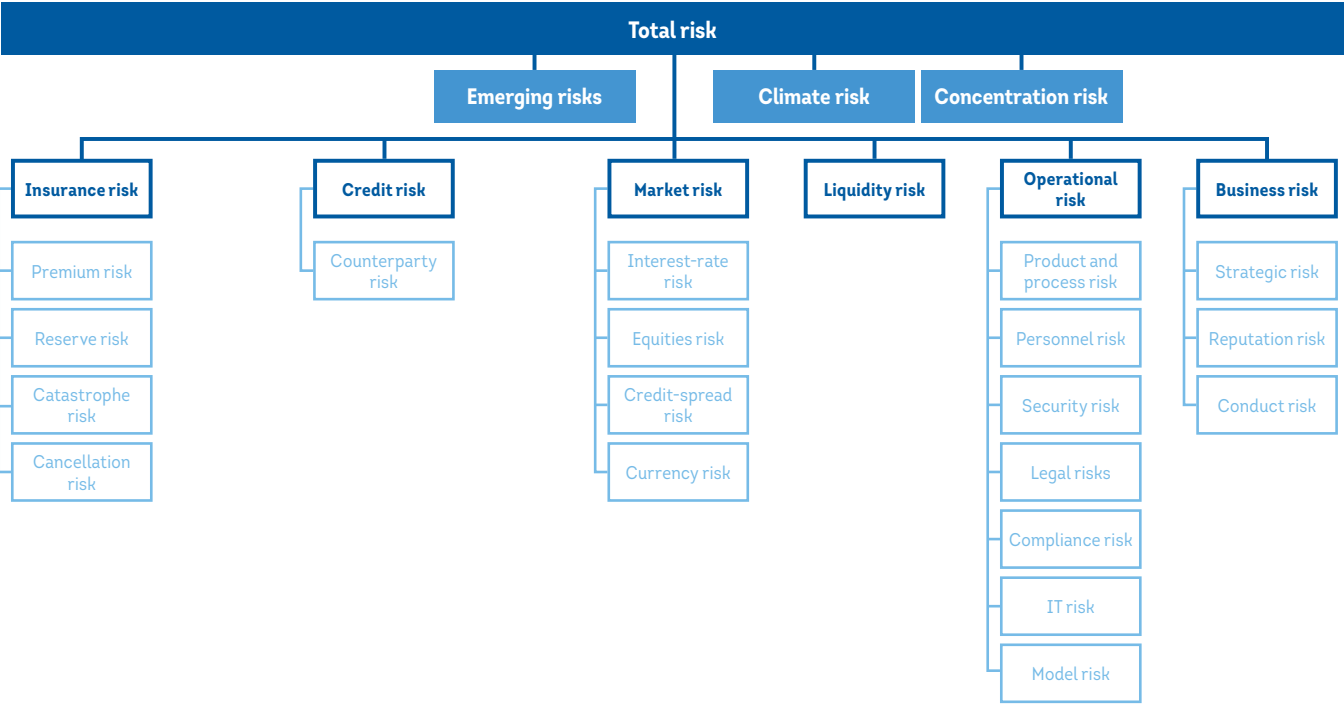 Total risk
Emerging risks
Climate risk
Concentration risk
Insurance risk
Credit risk
Market risk
Liquidity risk
Operational
risk
Business risk
Premium risk
Reserve risk
Catastrophe
risk
Cancellation
risk
Counterparty
risk
Interest-rate
risk
Equities risk
Credit-spread
risk
Currency risk
Product and
process risk
Personnel risk
Security risk
Legal risks
Compliance risk
IT risk
Model risk
Strategic risk
Reputation risk
Conduct risk